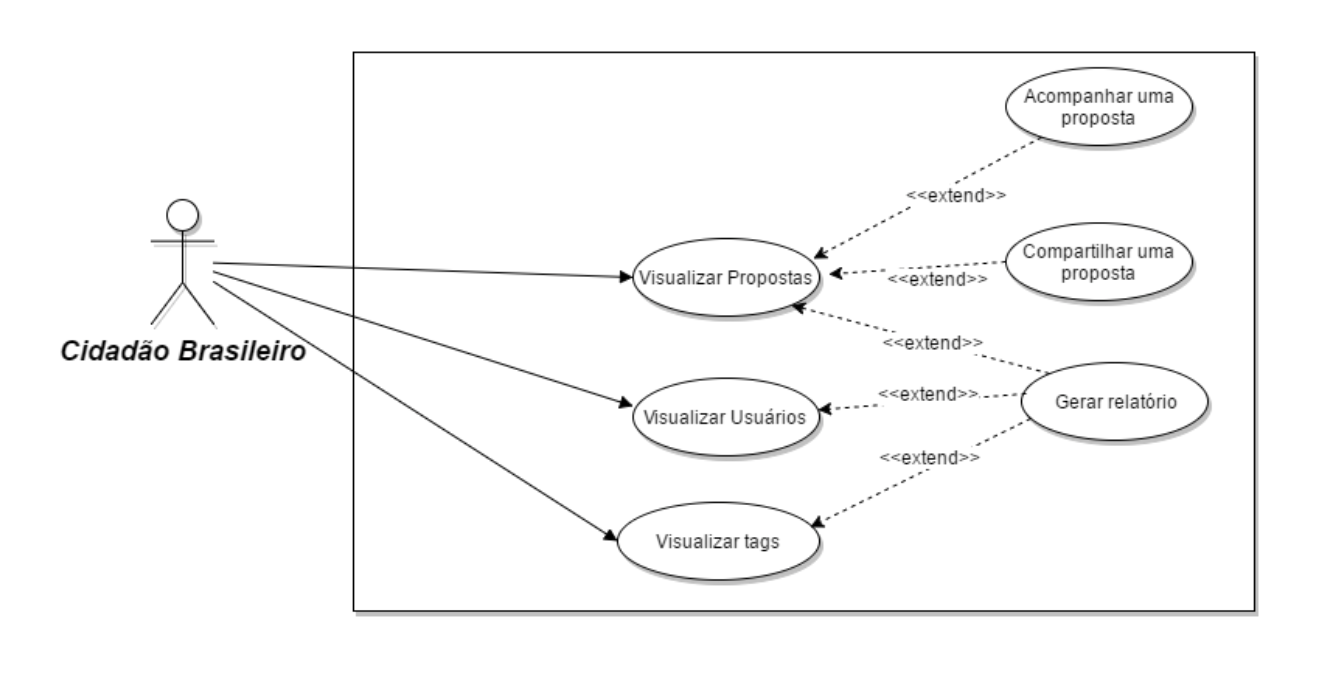 Acompanhar uma
proposta
<<extend>>
Compartilhar uma
proposta
Visualizar Propostas
<<extend>>
<<extend>>
Cidadão Brasileiro
<<extend>>
Gerar relatório
Visualizar Usuários
<<extend>>
Visualizar tags